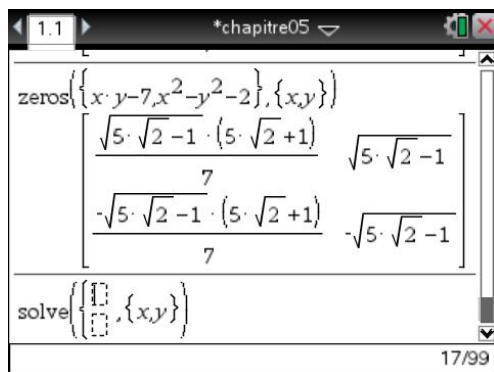 1.1 *chapitre05
zeros({x·y−7,x²−y²−2},{x,y})
[√(5·√2−1)·(5·√2+1)/7 √(5·√2−1)
-√(5·√2−1)·(5·√2+1)/7 -√(5·√2−1)]
solve({ ,{x,y})
17/99